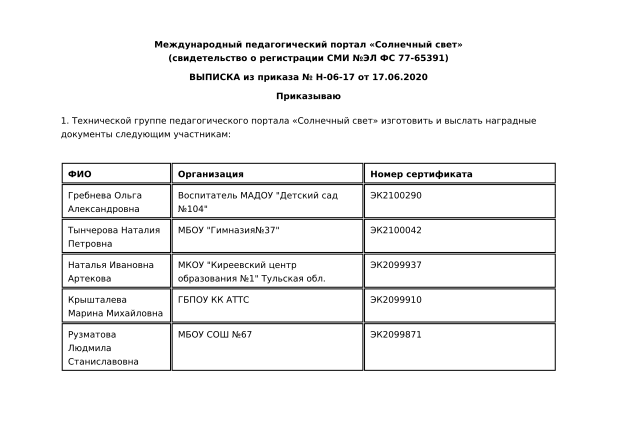 Международный педагогический портал «Солнечный свет»
(свидетельство о регистрации СМИ №ЭЛ ФС 77-65391)
ВЫПИСКА из приказа № Н-06-17 от 17.06.2020
Приказываю
1. Технической группе педагогического портала «Солнечный свет» изготовить и выслать наградные
документы следующим участникам:
ФИО Организация Номер сертификата
Гребнева Ольга Воспитатель МАДОУ "Детский сад ЭК2100290
Александровна №104"
Тынчерова Наталия МБОУ "Гимназия№37" ЭК2100042
Петровна
Наталья Ивановна МКОУ "Киреевский центр ЭК2099937
Артекова образования №1" Тульская обл.
Крышталева ГБПОУ КК АТТС ЭК2099910
Марина Михайловна
Рузматова МБОУ СОШ №67 ЭК2099871
Людмила
Станиславовна